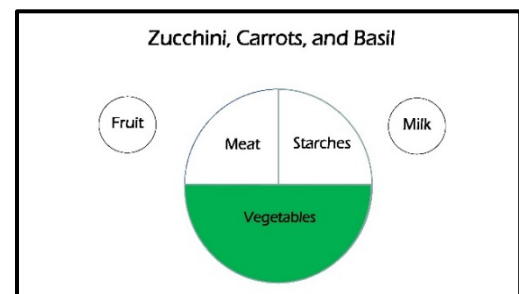 Zucchini, Carrots, and Basil
Fruit
Meat
Starches
Milk
Vegetables